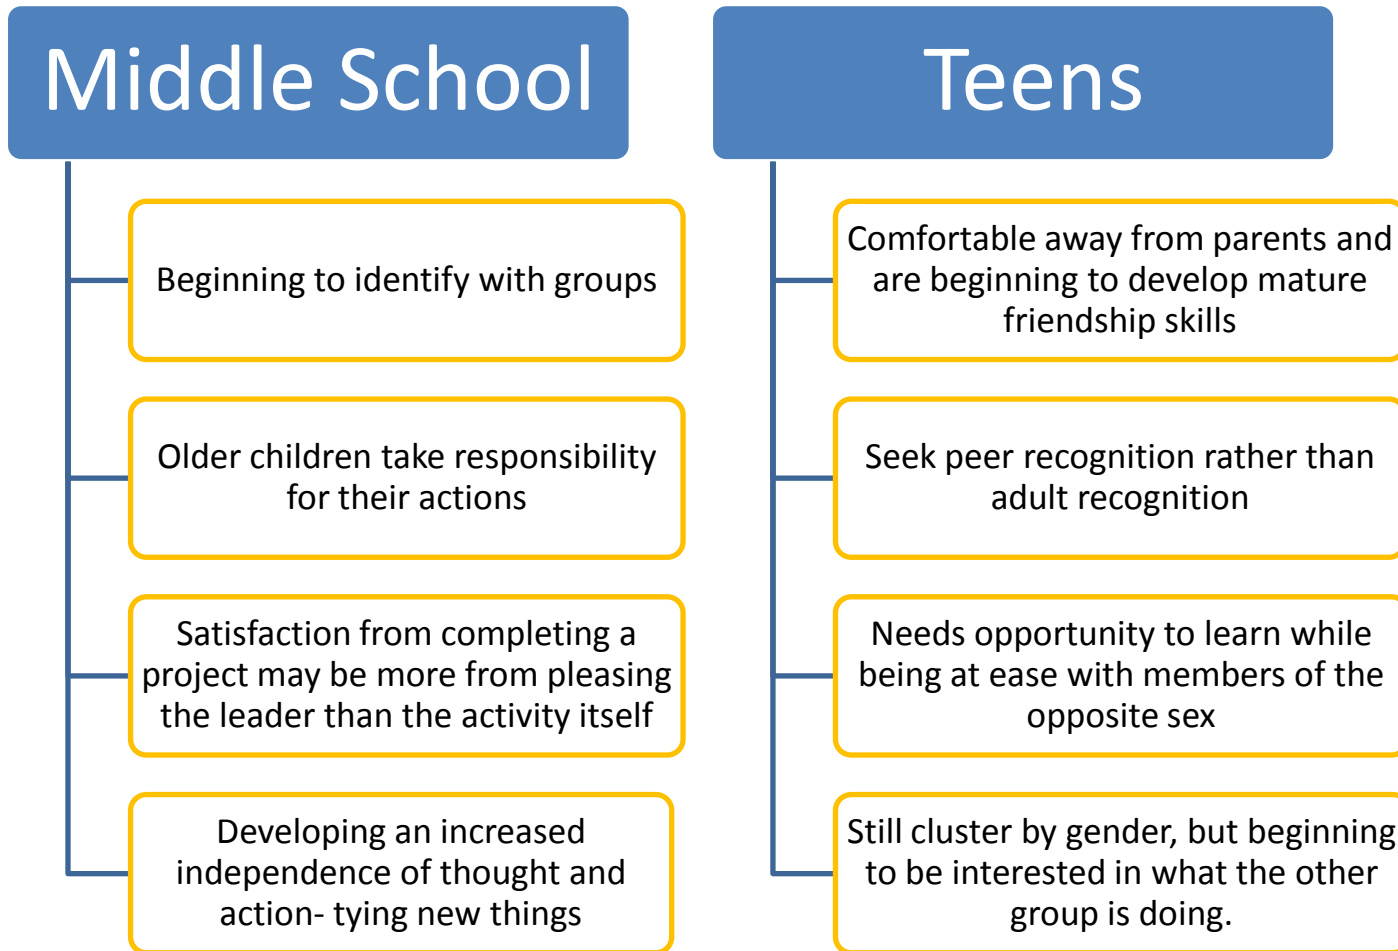 Middle School
Beginning to identify with groups
Older children take responsibility
for their actions
Satisfaction from completing a
project may be more from pleasing
the leader than the activity itself
Developing an increased
independence of thought and
action- tying new things
Teens
Comfortable away from parents and
are beginning to develop mature
friendship skills
Seek peer recognition rather than
adult recognition
Needs opportunity to learn while
being at ease with members of the
opposite sex
Still cluster by gender, but beginning
to be interested in what the other
group is doing.